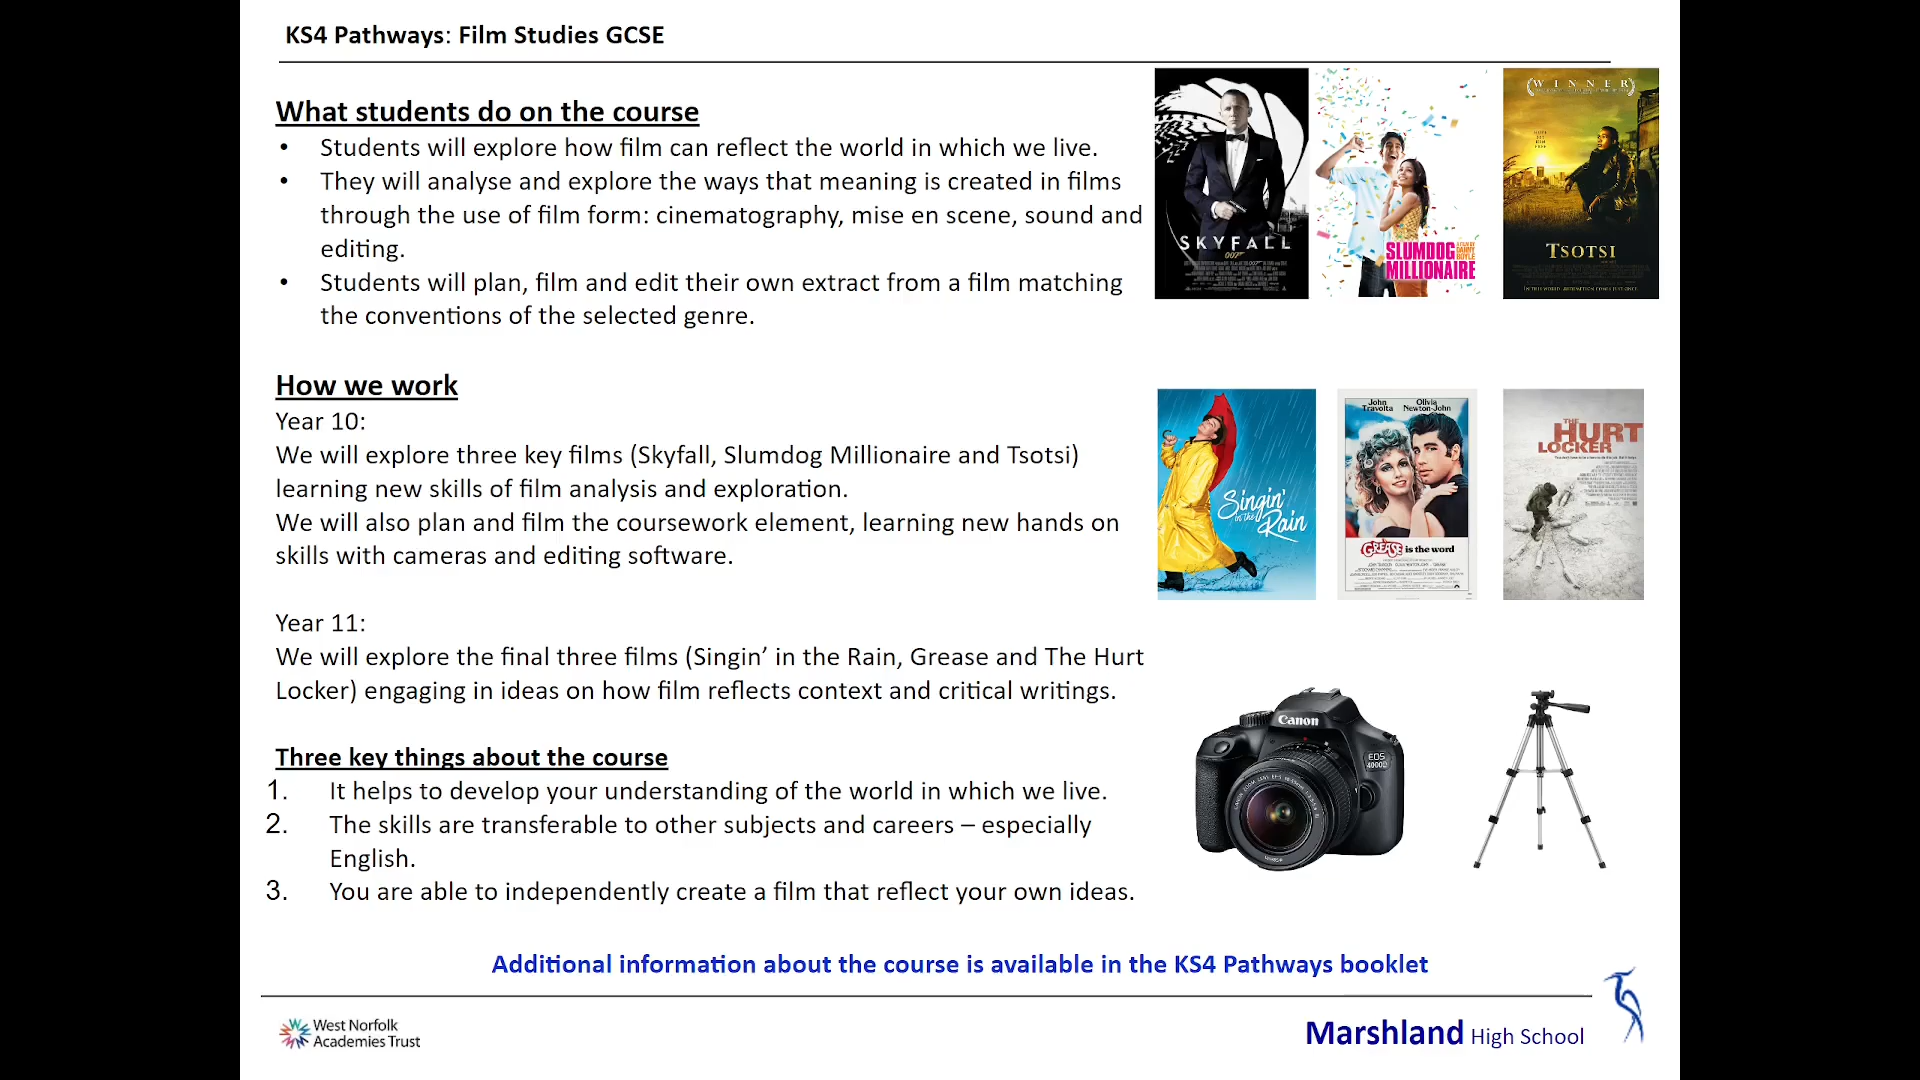 KS4 Pathways: Film Studies GCSE
What students do on the course
• Students will explore how film can reflect the world in which we live.
• They will analyse and explore the ways that meaning is created in films
through the use of film form: cinematography, mise en scene, sound and
editing.
• Students will plan, film and edit their own extract from a film matching
the conventions of the selected genre.
How we work
Year 10:
We will explore three key films (Skyfall, Slumdog Millionaire and Tsotsi)
learning new skills of film analysis and exploration.
We will also plan and film the coursework element, learning new hands on
skills with cameras and editing software.
Year 11:
We will explore the final three films (Singin’ in the Rain, Grease and The Hurt
Locker) engaging in ideas on how film reflects context and critical writings.
Three key things about the course
1. It helps to develop your understanding of the world in which we live.
2. The skills are transferable to other subjects and careers – especially
English.
3. You are able to independently create a film that reflect your own ideas.
SKYFALL
007
SLUMDOG
MILLIONAIRE
A FILM BY
DANNY
BOYLE
WINNER
TSOTSI
Singin'
in the
Rain
John
Travolta
Olivia
Newton-John
GREASE is the word
THE
HURT
LOCKER
Canon
EOS
4000D
Additional information about the course is available in the KS4 Pathways booklet
West Norfolk
Academies Trust
Marshland High School